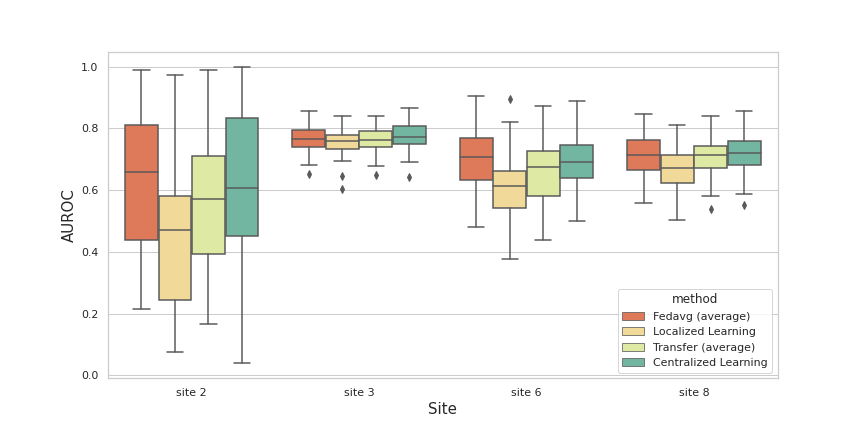 1.0
0.8
0.6
0.4
0.2
0.0
AUROC
site 2
site 3
site 6
site 8
Site
method
Fedavg (average)
Localized Learning
Transfer (average)
Centralized Learning